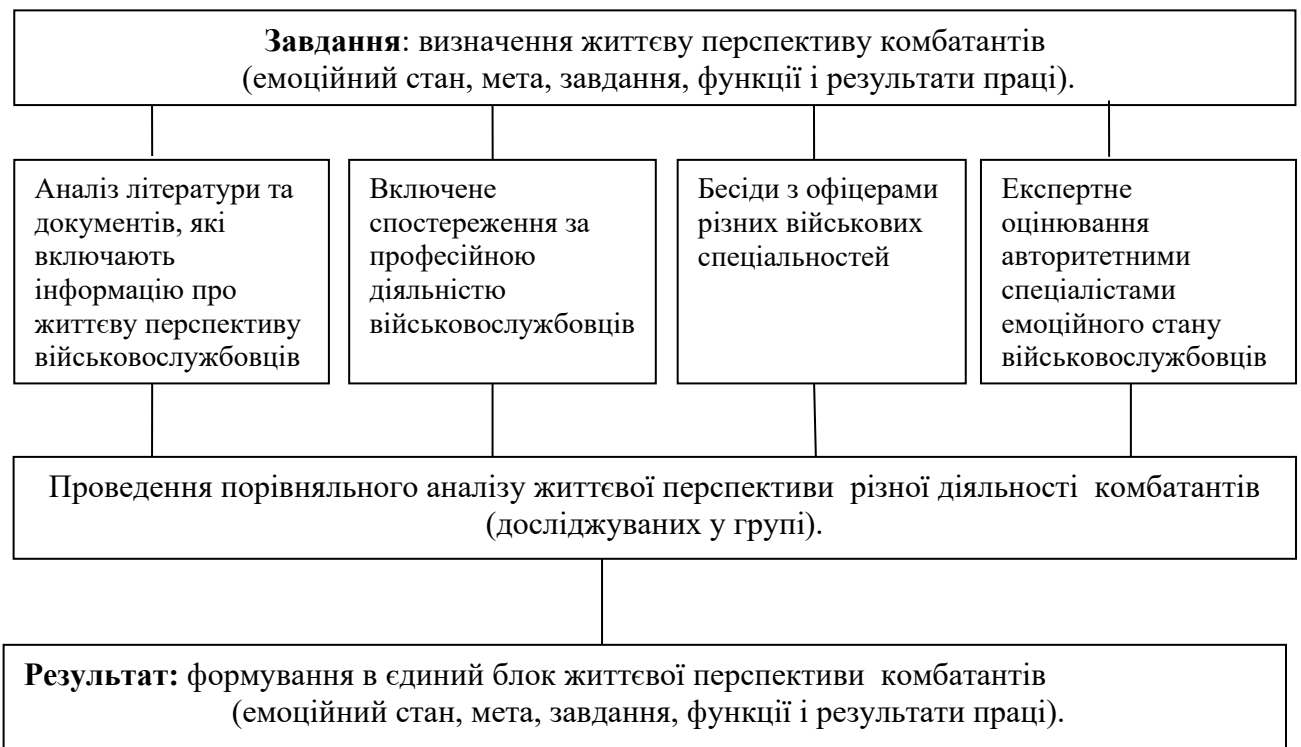 Завдання: визначення життєву перспективу комбатантів
(емоційний стан, мета, завдання, функції і результати праці).
Аналіз літератури та
документів, які
включають
інформацію про
життєву перспективу
військовослужбовців
Включене
спостереження за
професійною
діяльністю
військовослужбовців
Бесіди з офіцерами
різних військових
спеціальностей
Експертне
оцінювання
авторитетними
спеціалістами
емоційного стану
військовослужбовців
Проведення порівняльного аналізу життєвої перспективи різної діяльності комбатантів
(досліджуваних у групі).
Результат: формування в єдиний блок життєвої перспективи комбатантів
(емоційний стан, мета, завдання, функції і результати праці).